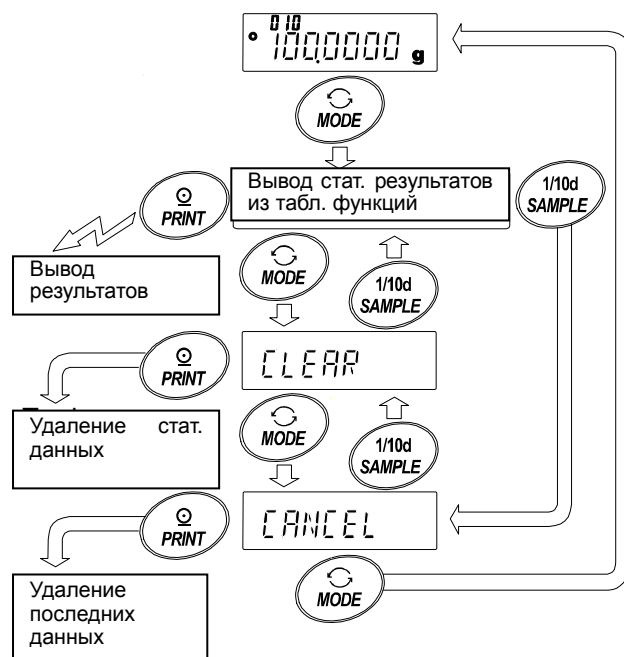 010
100.0000 g
MODE
Вывод стат. результатов
из табл. функций
1/10d
SAMPLE
PRINT
Вывод
результатов
MODE
1/10d
SAMPLE
PRINT
CLEAR
Удаление стат.
данных
MODE
1/10d
SAMPLE
PRINT
CANCEL
Удаление
последних
данных
MODE